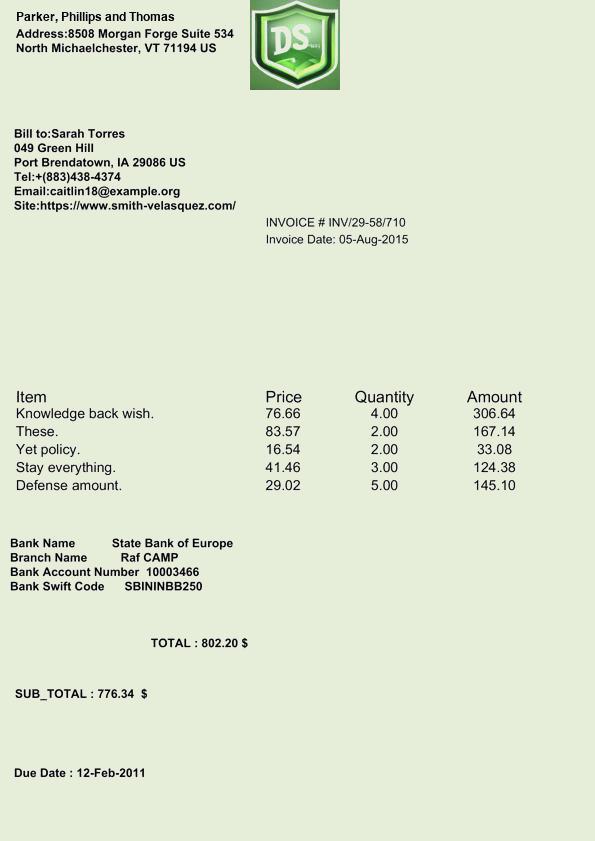 Parker, Phillips and Thomas
Address:8508 Morgan Forge Suite 534
North Michaelchester, VT 71194 US
DS
Bill to:Sarah Torres
049 Green Hill
Port Brendatown, IA 29086 US
Tel:+(883)438-4374
Email:caitlin18@example.org
Site:https://www.smith-velasquez.com/
INVOICE # INV/29-58/710
Invoice Date: 05-Aug-2015
Item Price Quantity Amount
Knowledge back wish. 76.66 4.00 306.64
These. 83.57 2.00 167.14
Yet policy. 16.54 2.00 33.08
Stay everything. 41.46 3.00 124.38
Defense amount. 29.02 5.00 145.10
Bank Name State Bank of Europe
Branch Name Raf CAMP
Bank Account Number 10003466
Bank Swift Code SBININBB250
TOTAL : 802.20 $
SUB_TOTAL : 776.34 $
Due Date : 12-Feb-2011